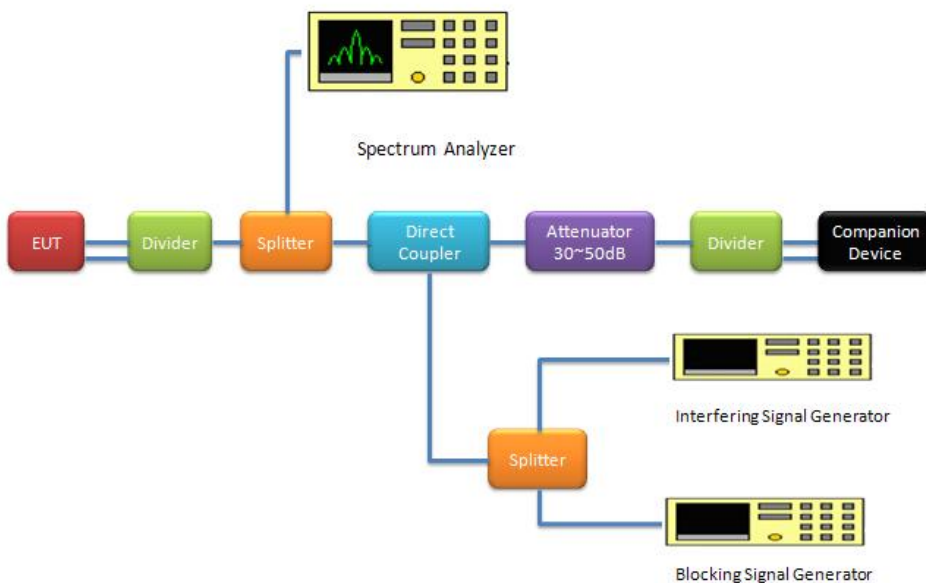 Spectrum Analyzer
EUT
Divider
Splitter
Direct
Coupler
Attenuator
30~50dB
Divider
Companion
Device
Interfering Signal Generator
Splitter
Blocking Signal Generator